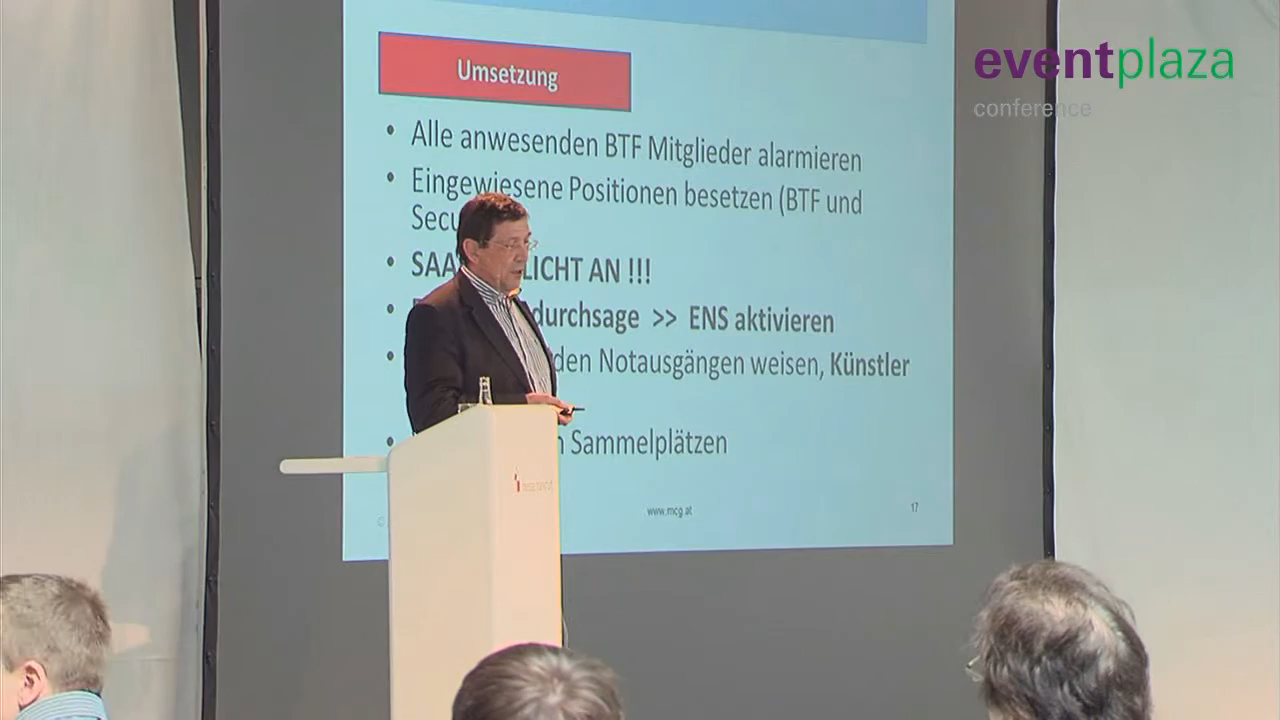 eventplaza
conference
Umsetzung
• Alle anwesenden BTF Mitglieder alarmieren
• Eingewiesene Positionen besetzen (BTF und
Secu
• SAA LICHT AN !!!
• durchsage >> ENS aktivieren
• den Notausgängen weisen, Künstler
• Sammelplätzen
©
www.mcg.at
17